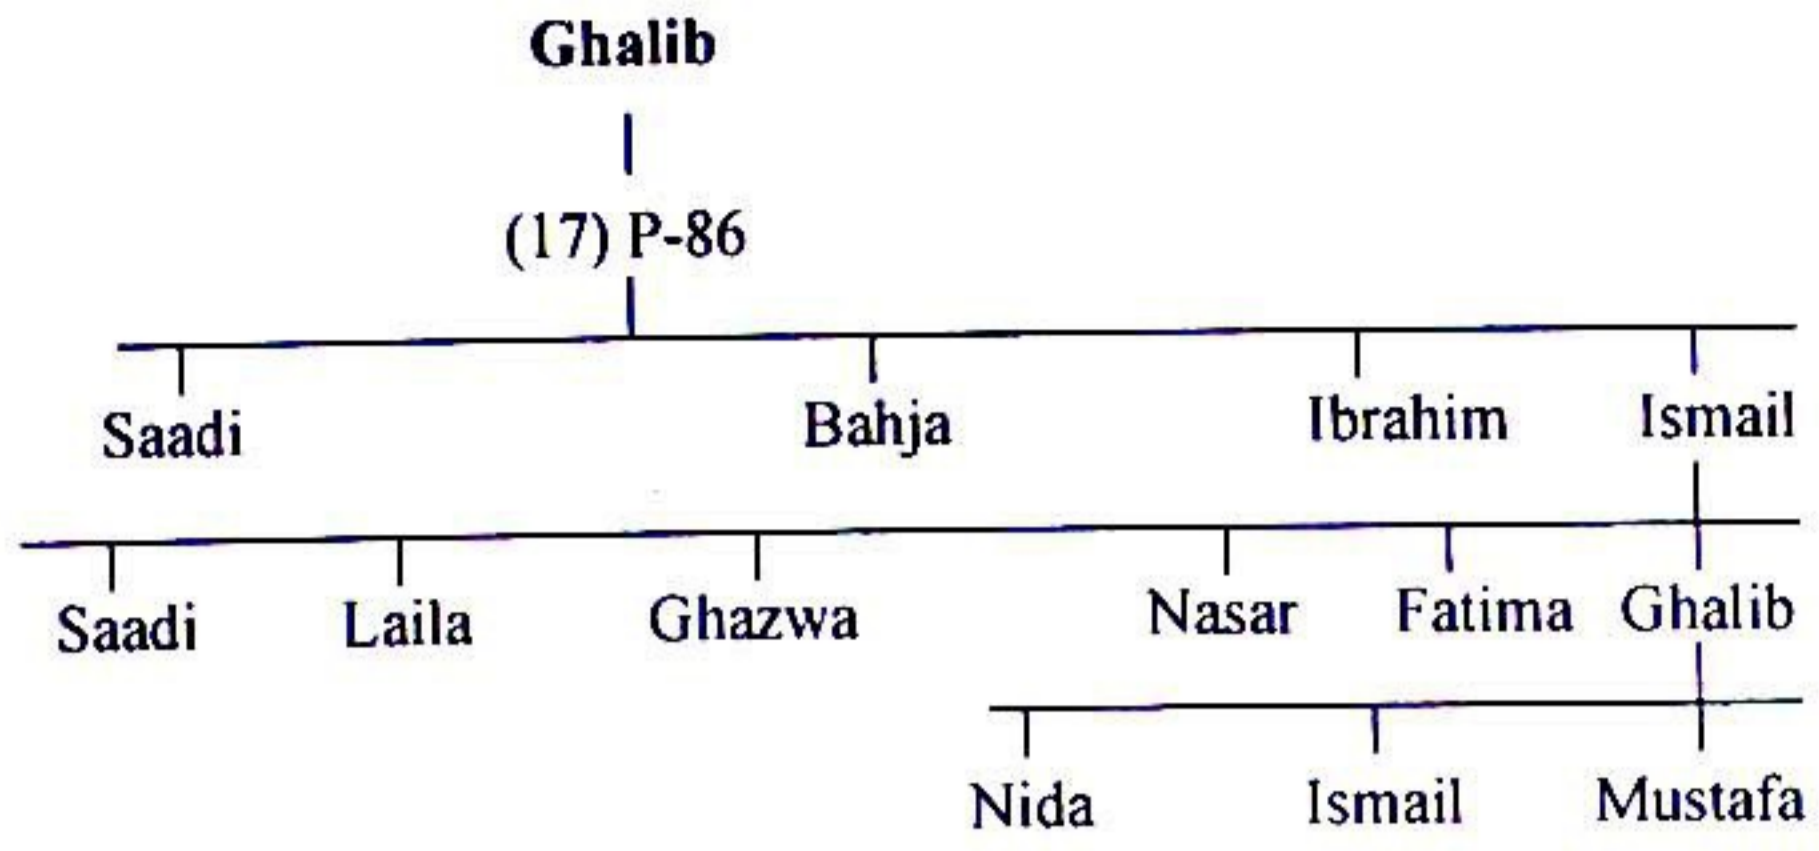 Ghalib
(17) P-86
Saadi Bahja Ibrahim Ismail
Saadi Laila Ghazwa Nasar Fatima Ghalib
Nida Ismail Mustafa